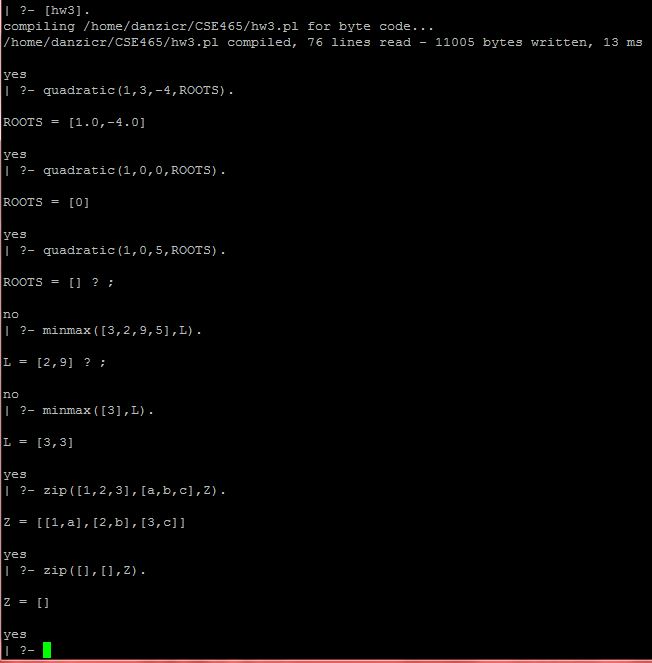 | ?- [hw3].
compiling /home/danzicr/CSE465/hw3.pl for byte code...
/home/danzicr/CSE465/hw3.pl compiled, 76 lines read - 11005 bytes written, 13 ms
yes
| ?- quadratic(1,3,-4,ROOTS).
ROOTS = [1.0,-4.0]
yes
| ?- quadratic(1,0,0,ROOTS).
ROOTS = [0]
yes
| ?- quadratic(1,0,5,ROOTS).
ROOTS = [] ? ;
no
| ?- minmax([3,2,9,5],L).
L = [2,9] ? ;
no
| ?- minmax([3],L).
L = [3,3]
yes
| ?- zip([1,2,3],[a,b,c],Z).
Z = [[1,a],[2,b],[3,c]]
yes
| ?- zip([],[],Z).
Z = []
yes
| ?-